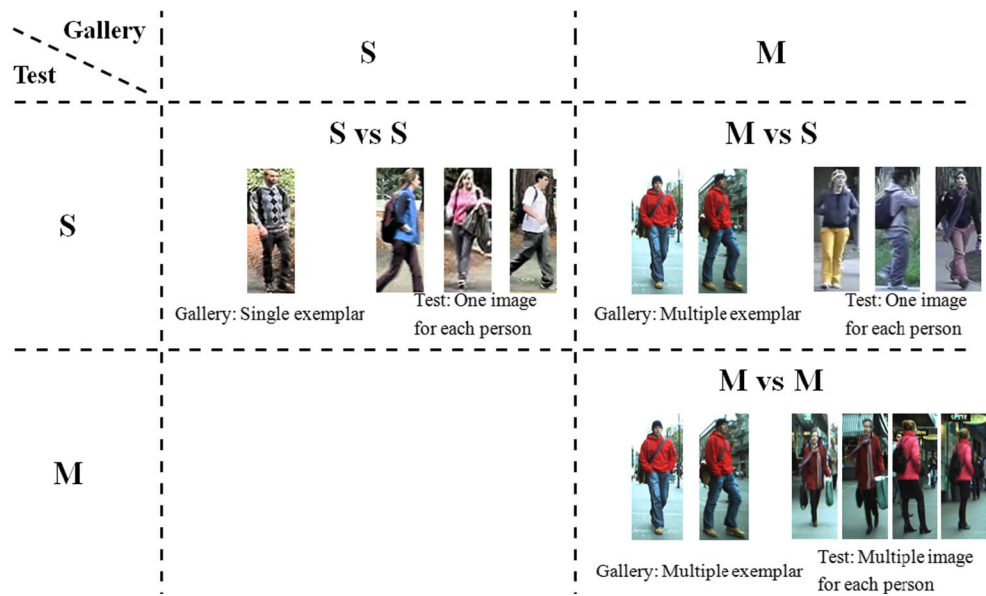 Gallery
Test
S
M
S
S vs S
Gallery: Single exemplar
Test: One image
for each person
M vs S
Gallery: Multiple exemplar
Test: One image
for each person
M
M vs M
Gallery: Multiple exemplar
Test: Multiple image
for each person